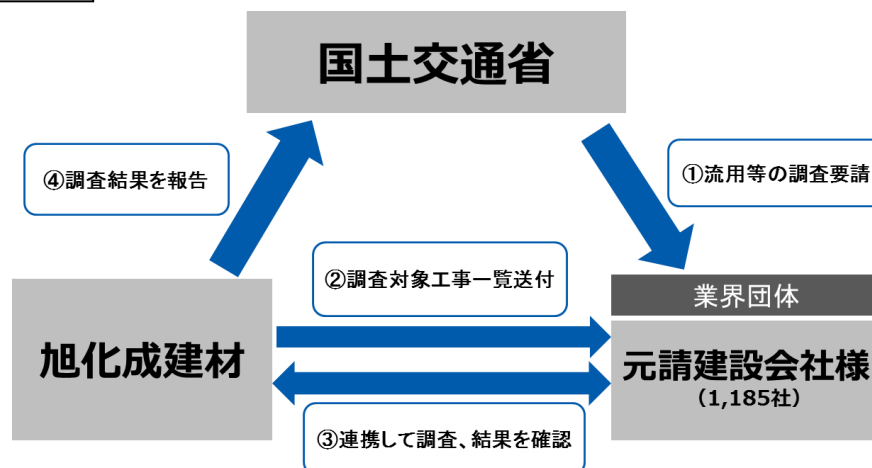 国土交通省
④調査結果を報告
①流用等の調査要請
②調査対象工事一覧送付
業界団体
旭化成建材
元請建設会社様
（1,185社）
③連携して調査、結果を確認